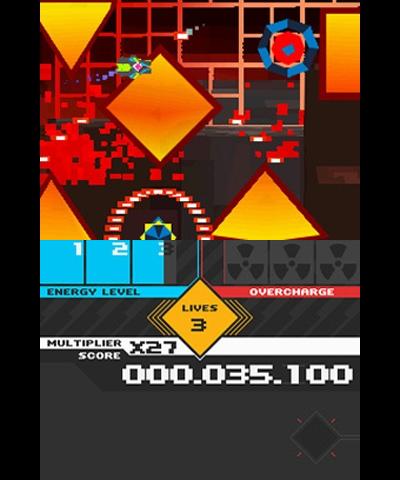 1 2 3
ENERGY LEVEL
OVERCHARGE
LIVES
3
MULTIPLIER X27
SCORE
000.035.100